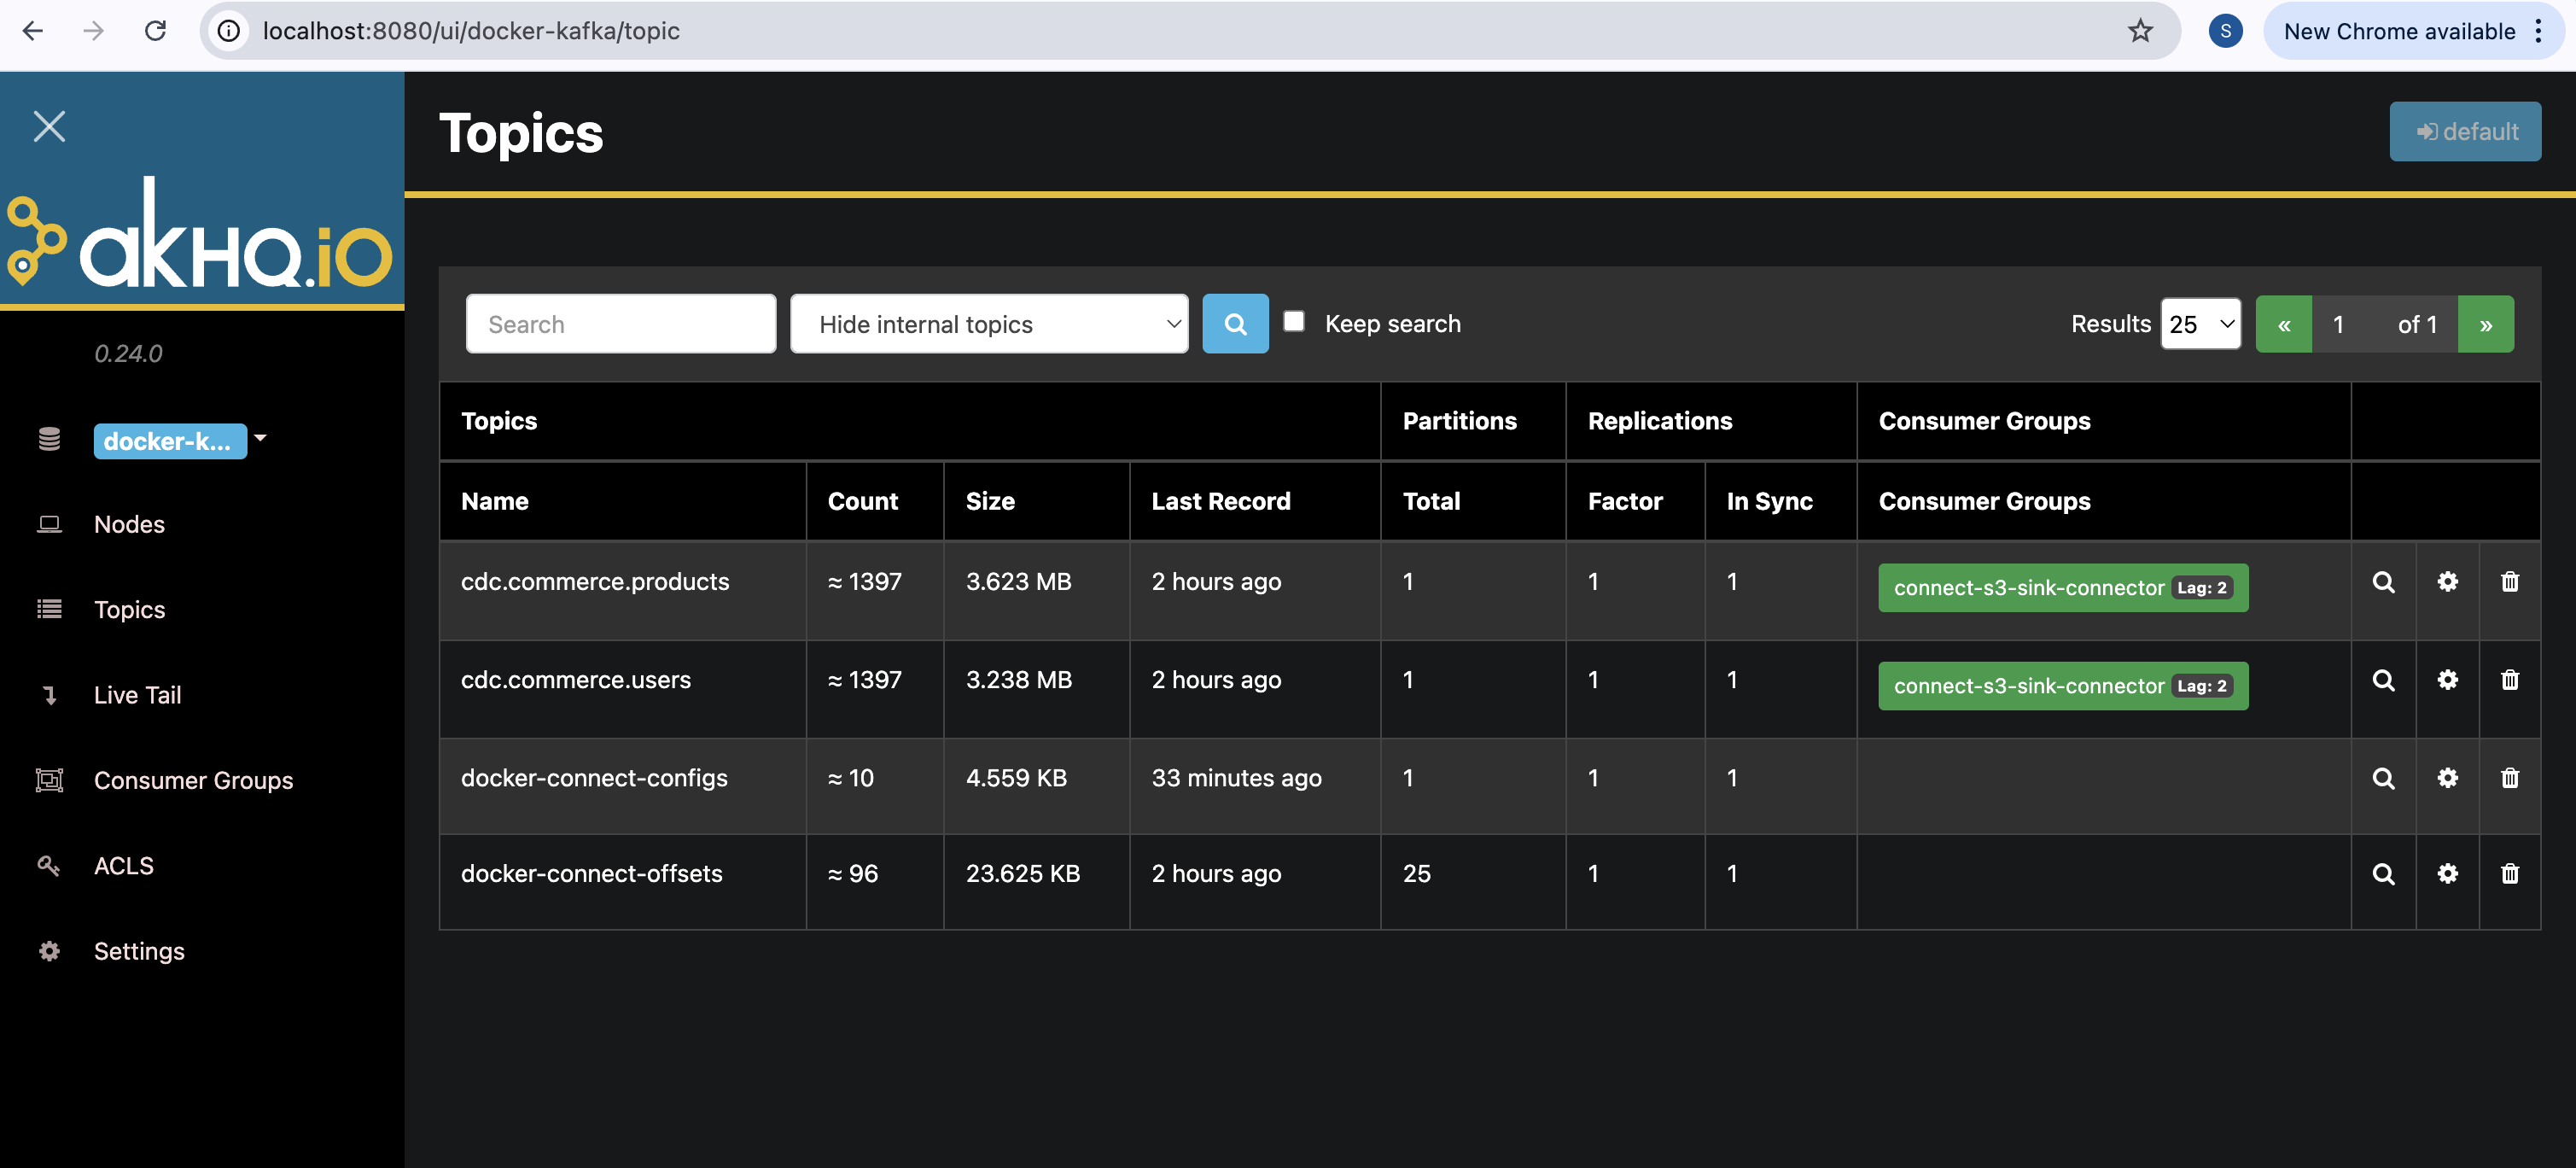 localhost:8080/ui/docker-kafka/topic
S
New Chrome available
akHQ.io
0.24.0
docker-k...
Nodes
Topics
Live Tail
Consumer Groups
ACLS
Settings
Topics
default
Search
Hide internal topics
Keep search
Results 25 « 1 of 1 »
Topics Partitions Replications Consumer Groups
Name Count Size Last Record Total Factor In Sync Consumer Groups
cdc.commerce.products ≈ 1397 3.623 MB 2 hours ago 1 1 1 connect-s3-sink-connector Lag: 2
cdc.commerce.users ≈ 1397 3.238 MB 2 hours ago 1 1 1 connect-s3-sink-connector Lag: 2
docker-connect-configs ≈ 10 4.559 KB 33 minutes ago 1 1 1
docker-connect-offsets ≈ 96 23.625 KB 2 hours ago 25 1 1